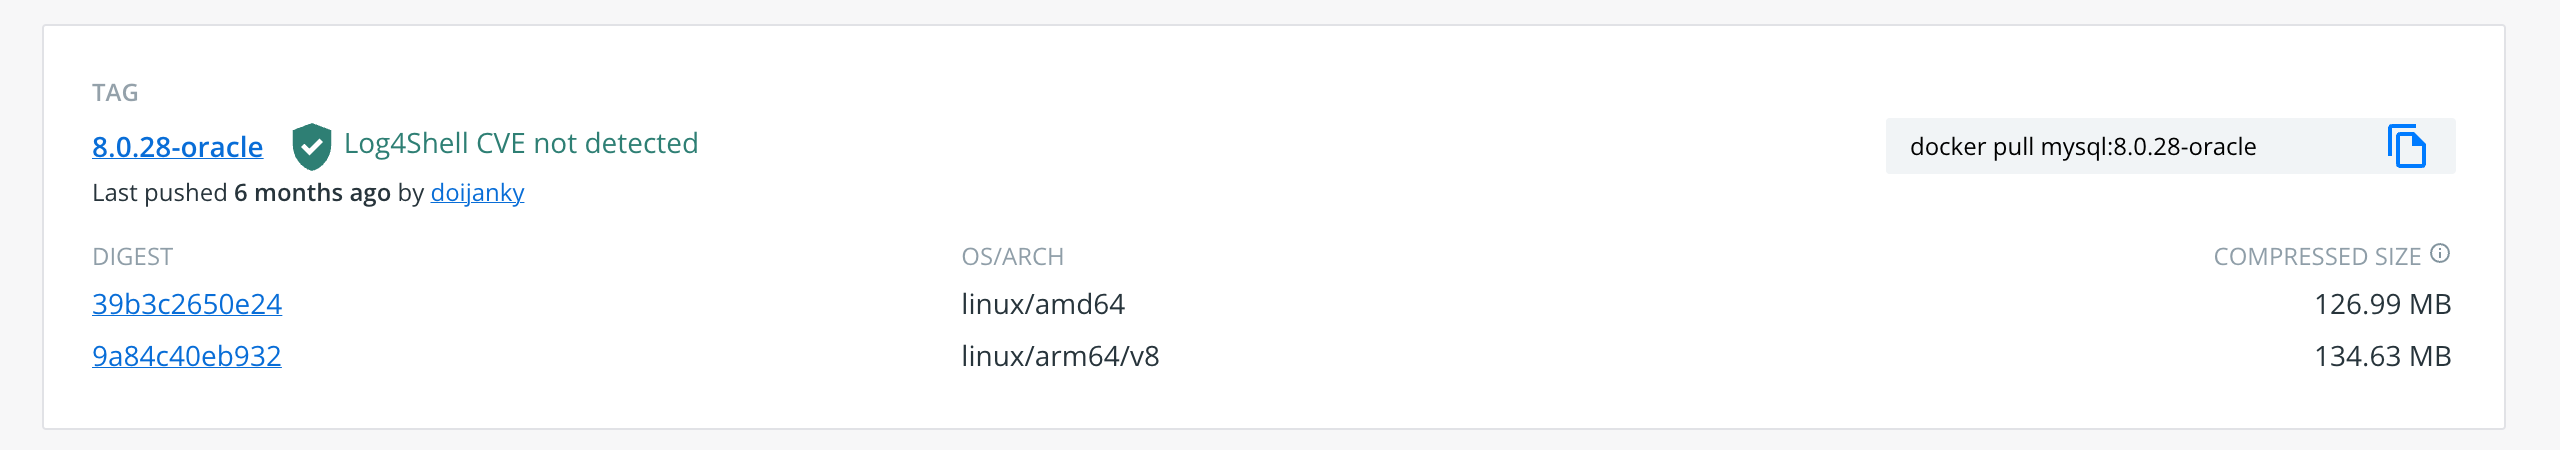 TAG
8.0.28-oracle Log4Shell CVE not detected
docker pull mysql:8.0.28-oracle
Last pushed 6 months ago by doijanky
DIGEST OS/ARCH COMPRESSED SIZE
39b3c2650e24 linux/amd64 126.99 MB
9a84c40eb932 linux/arm64/v8 134.63 MB